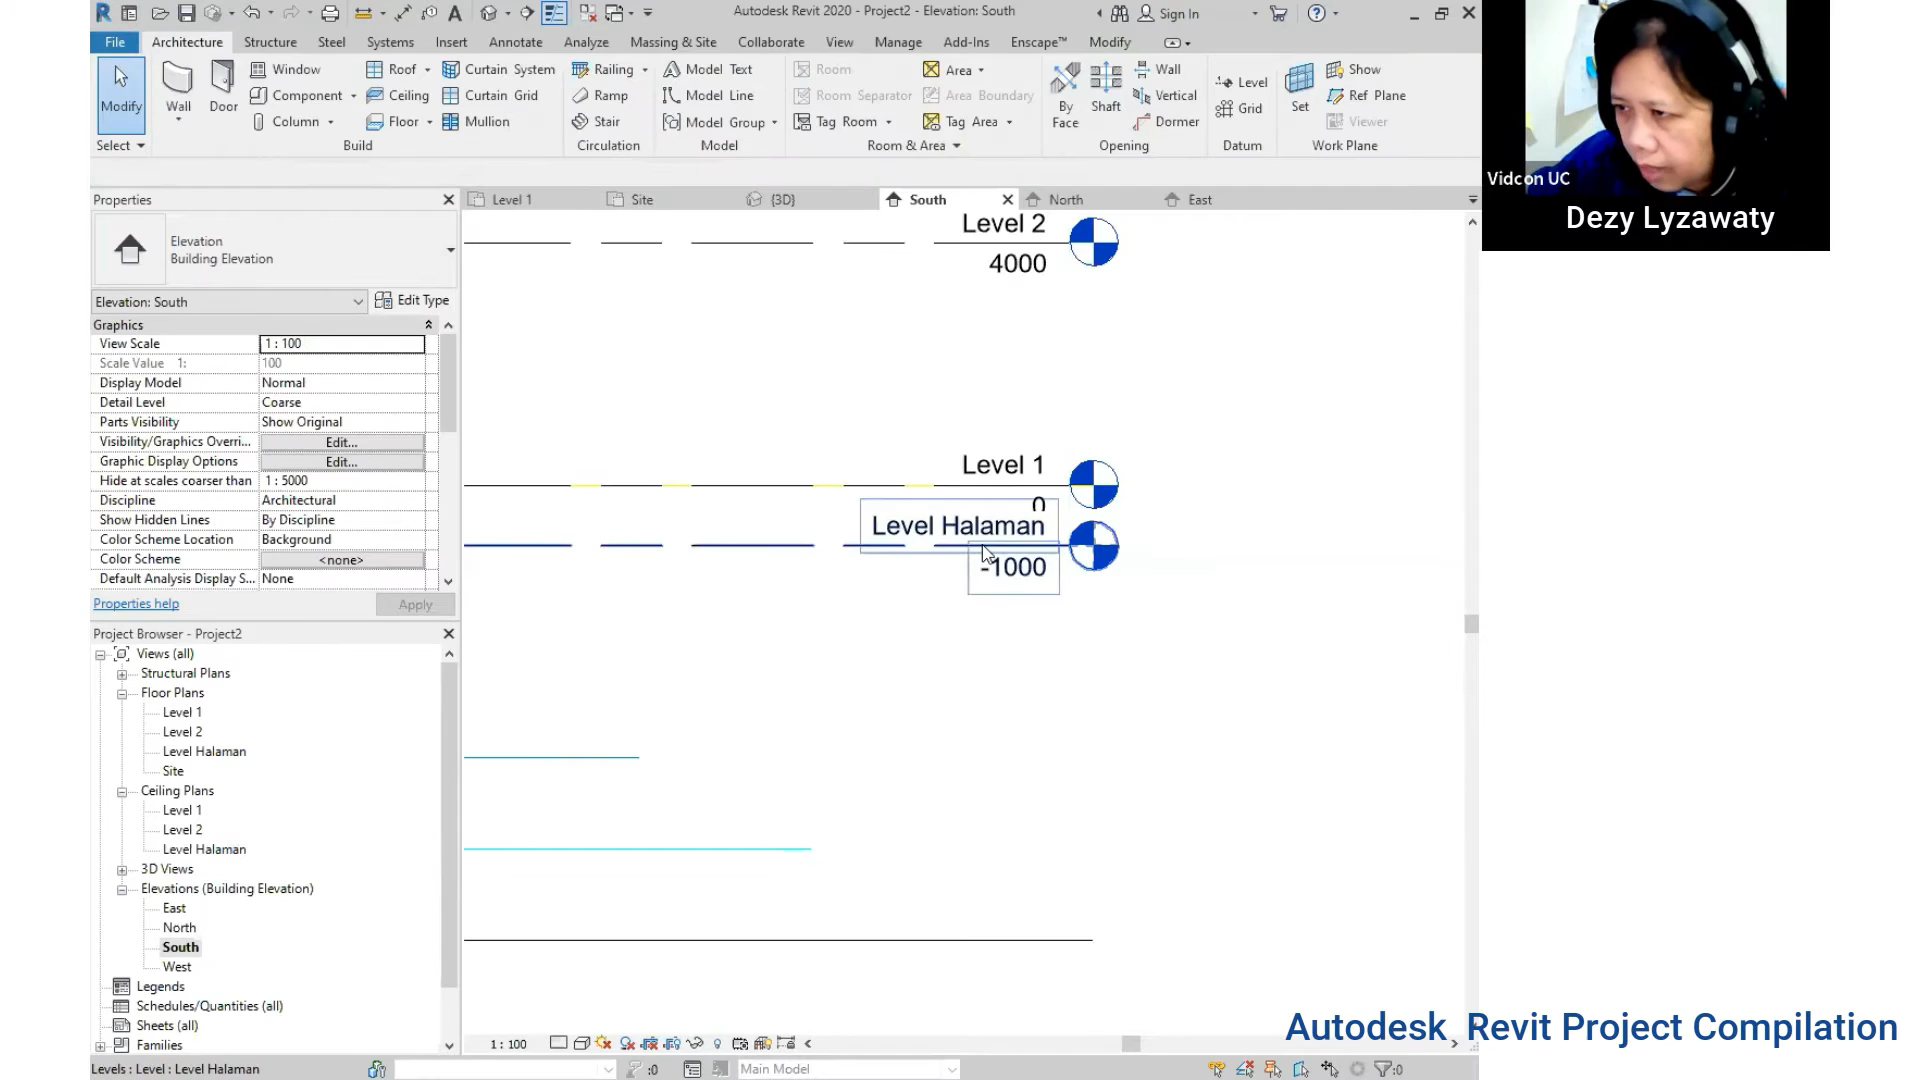 Autodesk Revit 2020 - Project2 - Elevation: South
Sign In
File
Architecture
Structure
Steel
Systems
Insert
Annotate
Analyze
Massing & Site
Collaborate
View
Manage
Add-Ins
Enscape™
Modify
Modify
Select
Wall
Door
Window
Component
Column
Roof
Ceiling
Floor
Curtain System
Curtain Grid
Mullion
Build
Railing
Ramp
Stair
Circulation
Model Text
Model Line
Model Group
Model
Room
Room Separator
Tag Room
Area
Area Boundary
Tag Area
Room & Area
By
Face
Shaft
Wall
Vertical
Dormer
Opening
Level
Grid
Datum
Set
Show
Ref Plane
Viewer
Work Plane
Vidcon UC
Dezy Lyzawaty
Properties
Elevation
Building Elevation
Elevation: South
Edit Type
Graphics
View Scale 1 : 100
Scale Value 1: 100
Display Model Normal
Detail Level Coarse
Parts Visibility Show Original
Visibility/Graphics Overri... Edit...
Graphic Display Options Edit...
Hide at scales coarser than 1 : 5000
Discipline Architectural
Show Hidden Lines By Discipline
Color Scheme Location Background
Color Scheme <none>
Default Analysis Display S... None
Properties help
Apply
Project Browser - Project2
Views (all)
Structural Plans
Floor Plans
Level 1
Level 2
Level Halaman
Site
Ceiling Plans
Level 1
Level 2
Level Halaman
3D Views
Elevations (Building Elevation)
East
North
South
West
Legends
Schedules/Quantities (all)
Sheets (all)
Families
Level 1
Site
{3D}
South
North
East
Level 2
4000
Level 1
0
Level Halaman
-1000
1 : 100
Autodesk Revit Project Compilation
Levels : Level : Level Halaman
:0
Main Model
:0